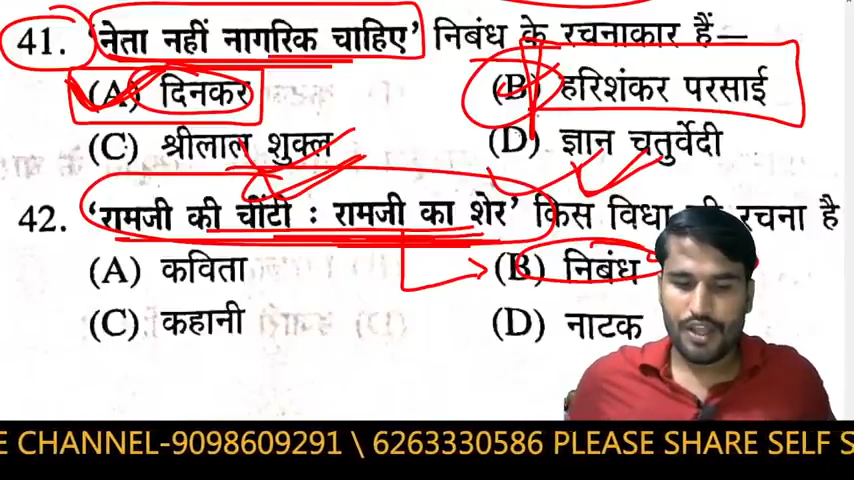 41. 'नेता नहीं नागरिक चाहिए' निबंध के रचनाकार हैं—
(A) दिनकर (B) हरिशंकर परसाई
(C) श्रीलाल शुक्ल (D) ज्ञान चतुर्वेदी
42. 'रामजी की चींटी : रामजी का शेर' किस विधा रचना है
(A) कविता (B) निबंध
(C) कहानी (D) नाटक
E CHANNEL-9098609291 \ 6263330586 PLEASE SHARE SELF S